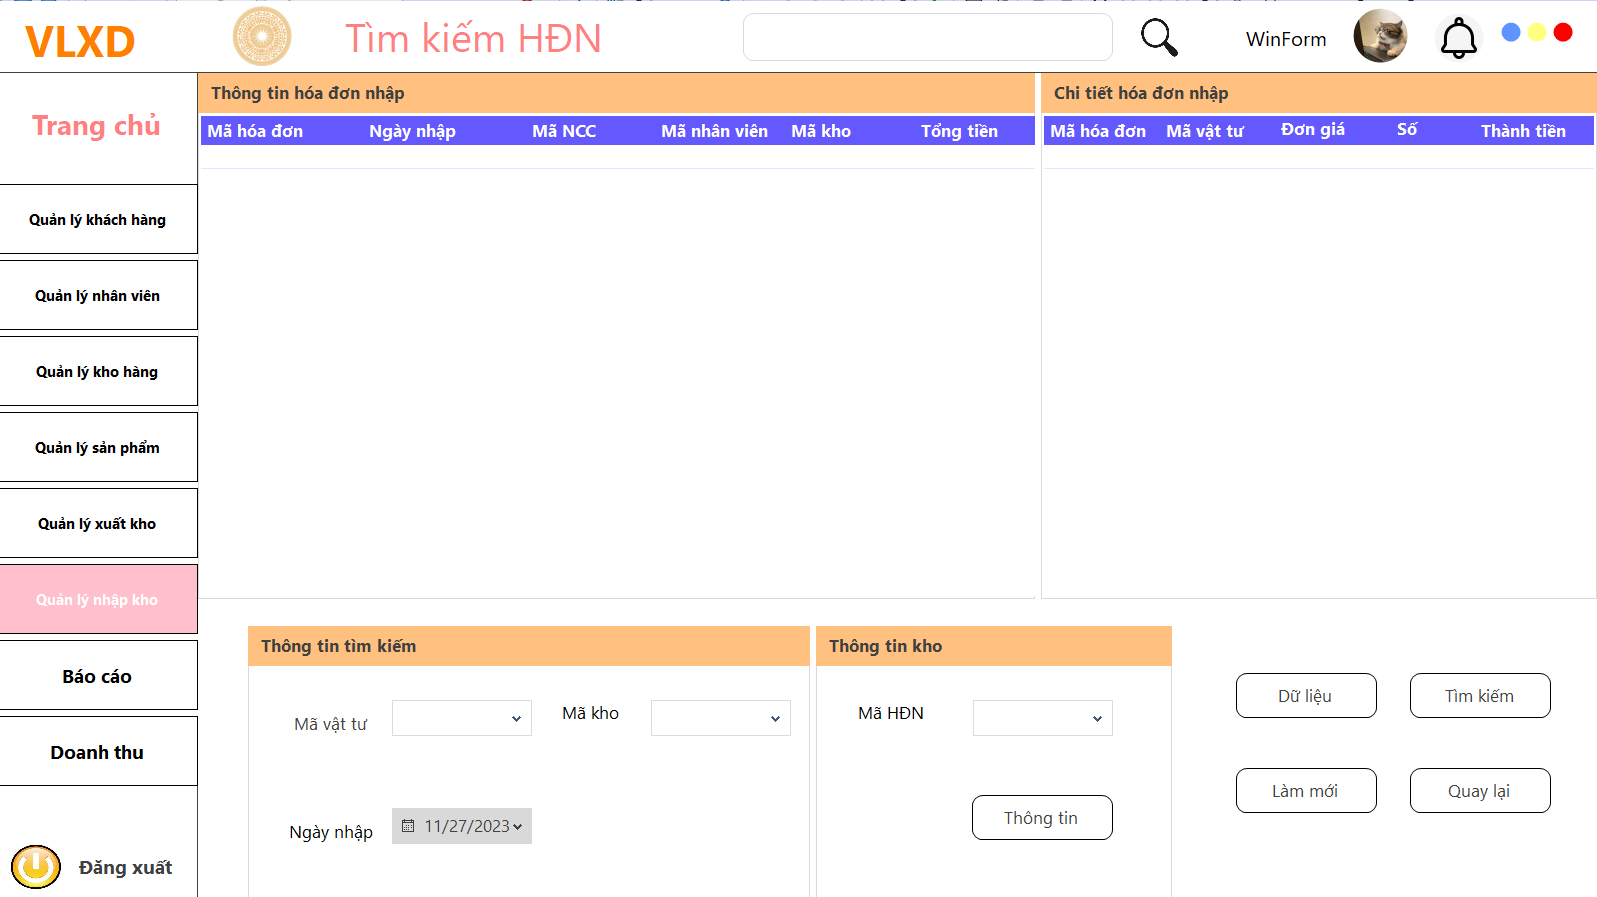 VLXD
Tìm kiếm HĐN
WinForm
Trang chủ
Quản lý khách hàng
Quản lý nhân viên
Quản lý kho hàng
Quản lý sản phẩm
Quản lý xuất kho
Quản lý nhập kho
Báo cáo
Doanh thu
Đăng xuất
Thông tin hóa đơn nhập
Mã hóa đơn Ngày nhập Mã NCC Mã nhân viên Mã kho Tổng tiền
Chi tiết hóa đơn nhập
Mã hóa đơn Mã vật tư Đơn giá Số Thành tiền
Thông tin tìm kiếm
Mã vật tư Mã kho
Ngày nhập 11/27/2023
Thông tin kho
Mã HĐN
Thông tin
Dữ liệu Tìm kiếm
Làm mới Quay lại